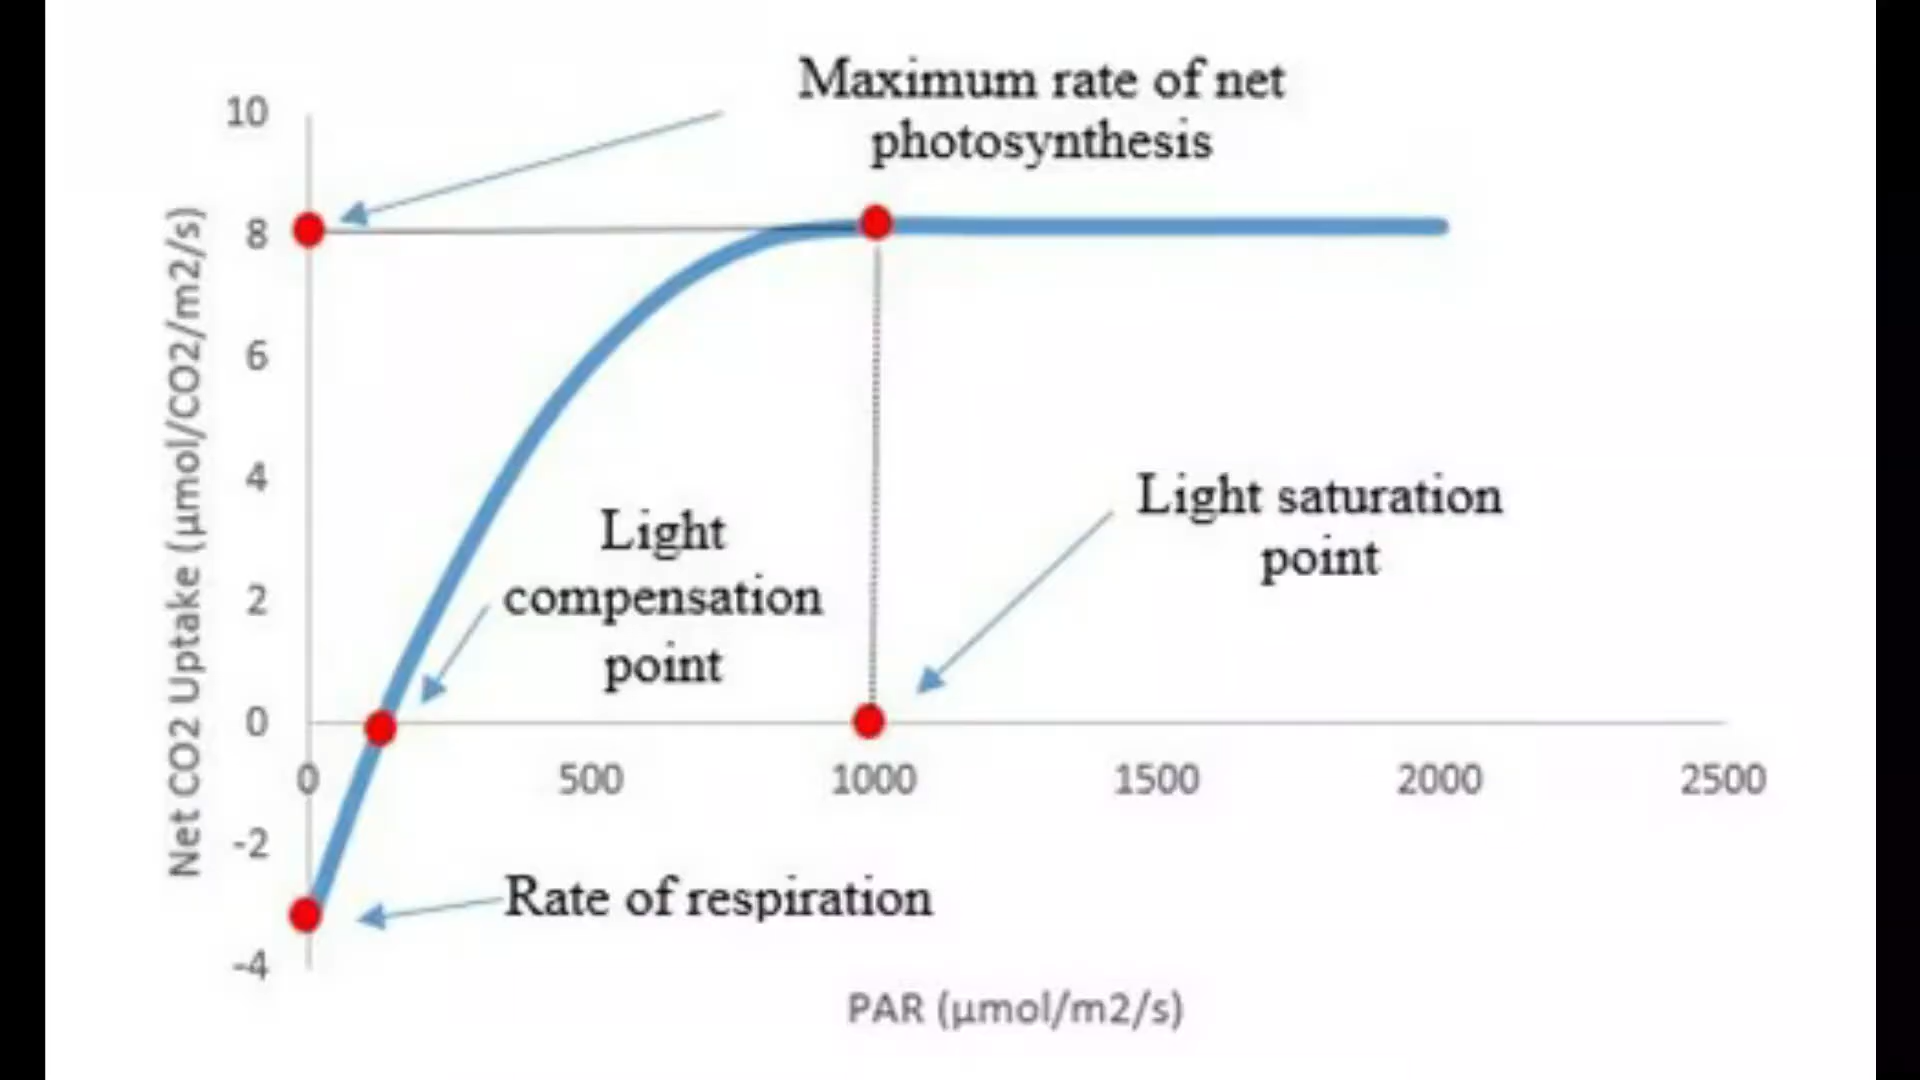 Maximum rate of net
photosynthesis
10
8
6
4
2
0
-2
-4
Net CO2 Uptake (µmol/CO2/m2/s)
Light
compensation
point
Light saturation
point
0
500
1000
1500
2000
2500
Rate of respiration
PAR (µmol/m2/s)